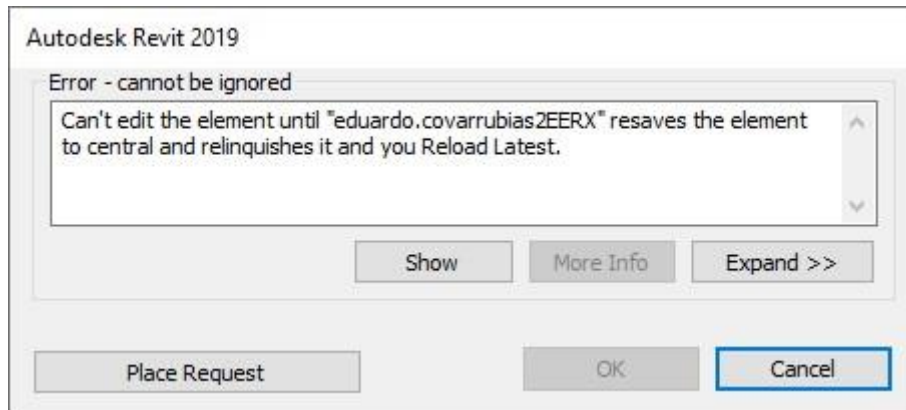 Autodesk Revit 2019
Error - cannot be ignored
Can't edit the element until "eduardo.covarrubias2EERX" resaves the element
to central and relinquishes it and you Reload Latest.
Show
More Info
Expand >>
Place Request
OK
Cancel